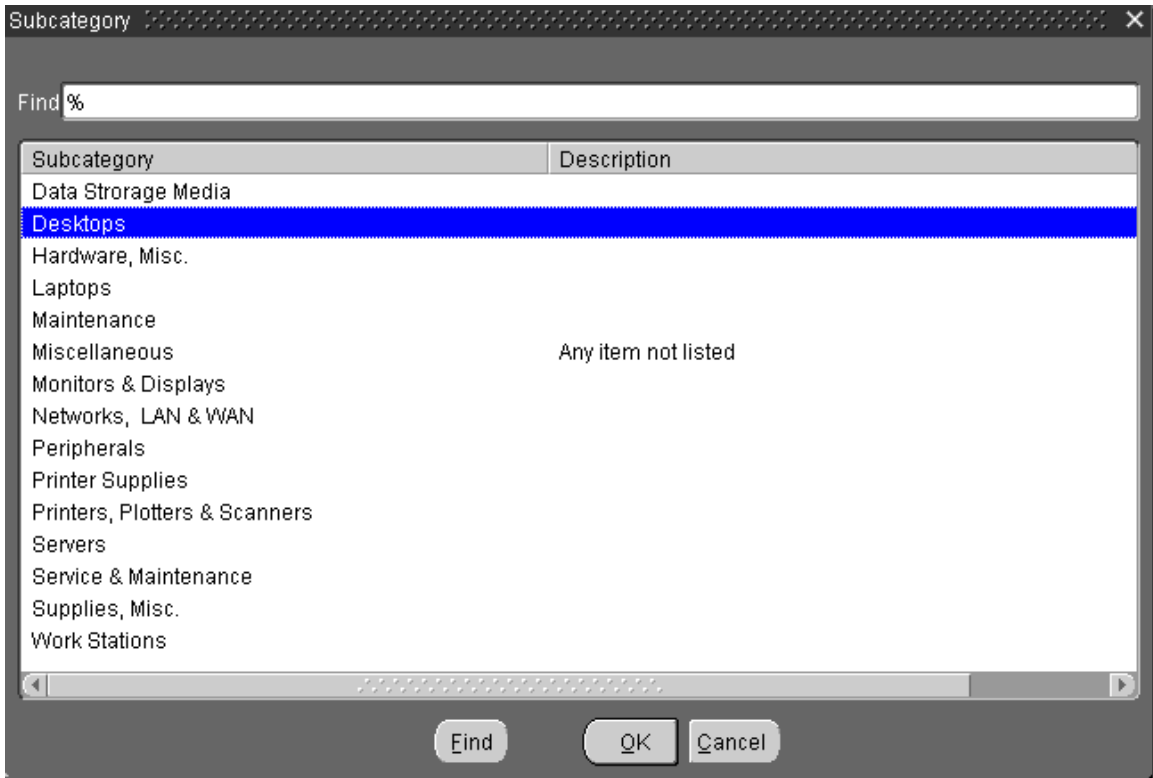 Subcategory
Find %
Subcategory Description
Data Strorage Media
Desktops
Hardware, Misc.
Laptops
Maintenance
Miscellaneous Any item not listed
Monitors & Displays
Networks,  LAN & WAN
Peripherals
Printer Supplies
Printers, Plotters & Scanners
Servers
Service & Maintenance
Supplies, Misc.
Work Stations
Find OK Cancel